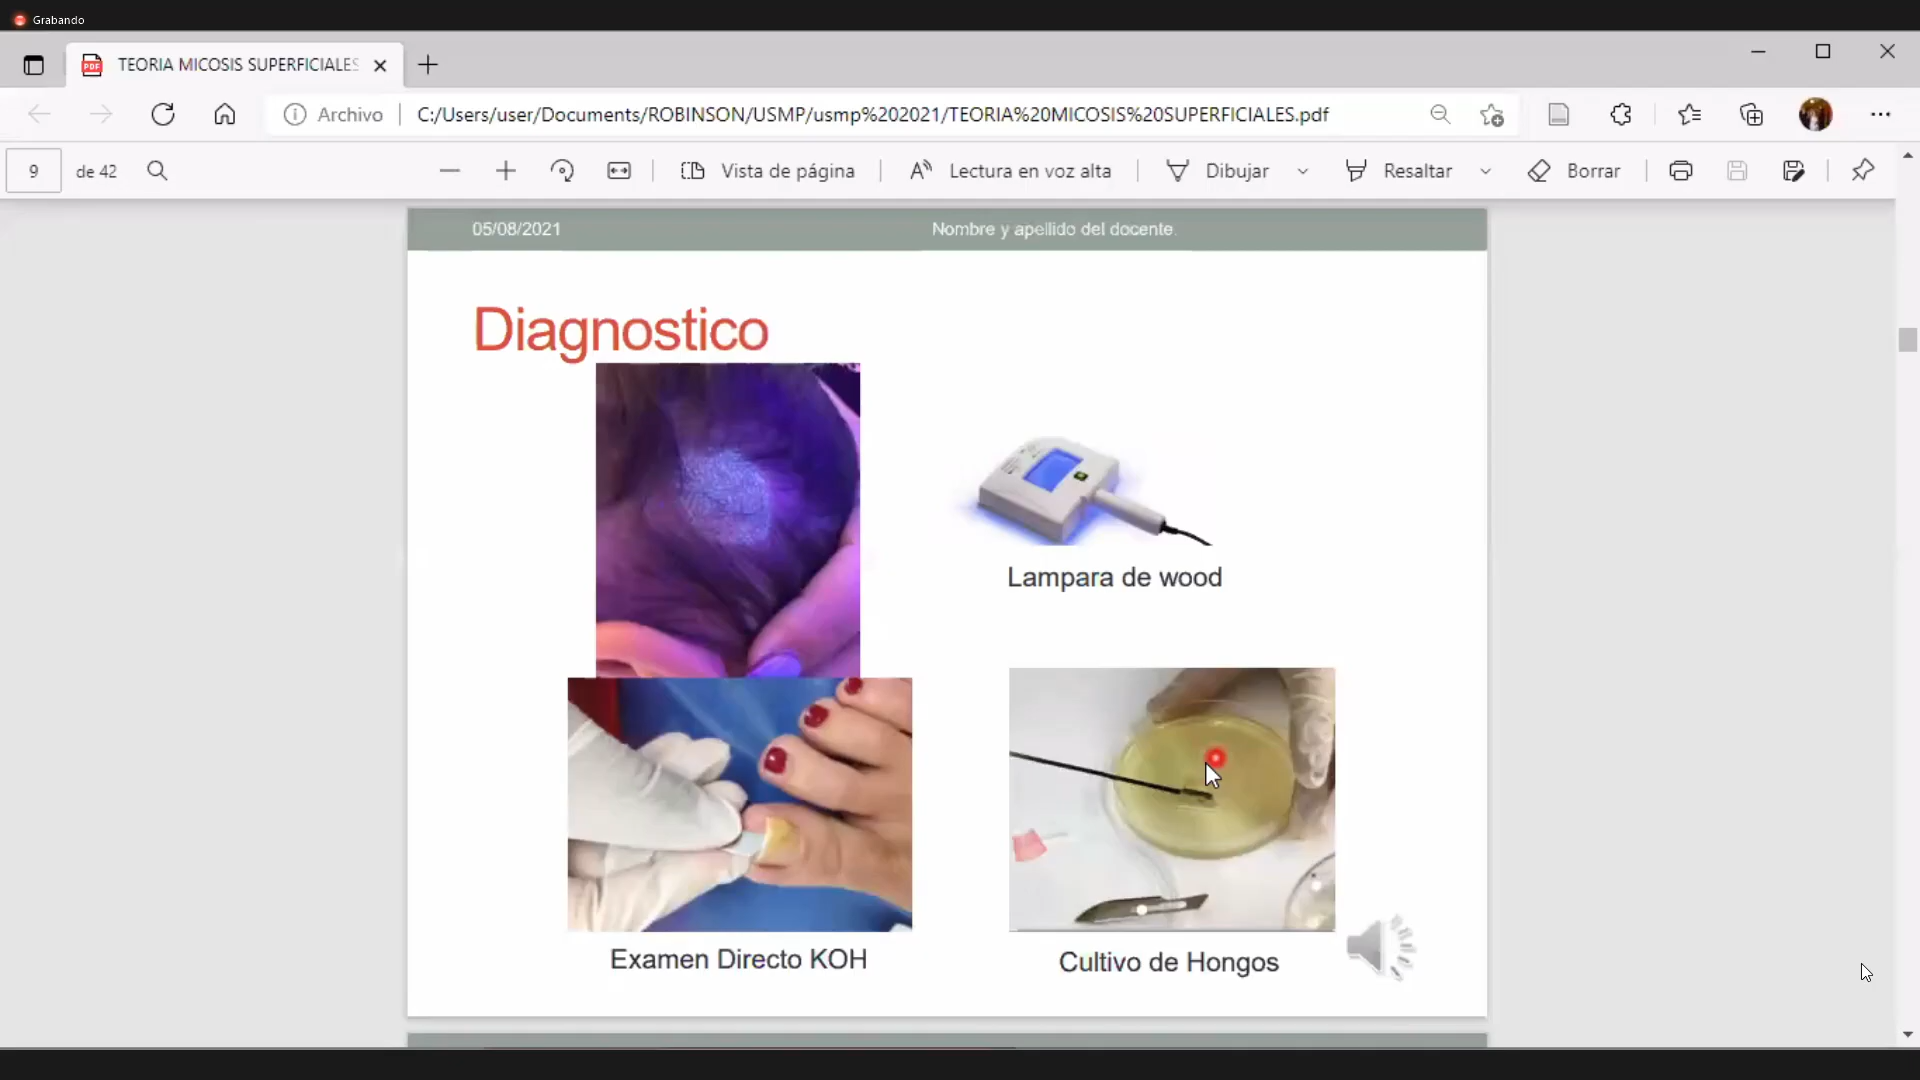 Grabando
TEORIA MICOSIS SUPERFICIALES
Archivo
C:/Users/user/Documents/ROBINSON/USMP/usmp%202021/TEORIA%20MICOSIS%20SUPERFICIALES.pdf
9 de 42
Vista de página
Lectura en voz alta
Dibujar
Resaltar
Borrar
05/08/2021
Nombre y apellido del docente.
Diagnostico
Lampara de wood
Examen Directo KOH
Cultivo de Hongos